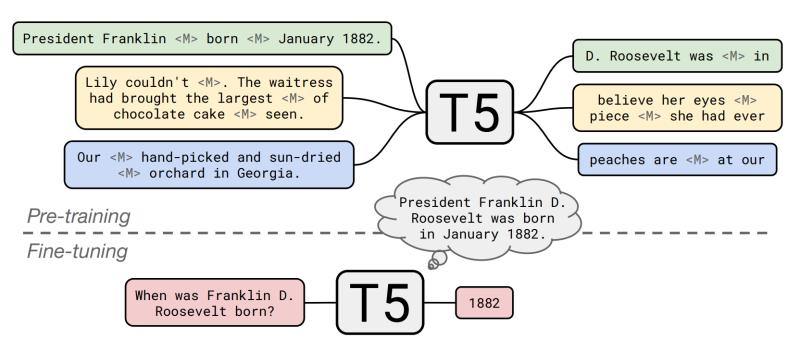 President Franklin <M> born <M> January 1882.
Lily couldn't <M>. The waitress
had brought the largest <M> of
chocolate cake <M> seen.
Our <M> hand-picked and sun-dried
<M> orchard in Georgia.
T5
D. Roosevelt was <M> in
believe her eyes <M>
piece <M> she had ever
peaches are <M> at our
Pre-training
President Franklin D.
Roosevelt was born
in January 1882.
Fine-tuning
When was Franklin D.
Roosevelt born?
T5
1882